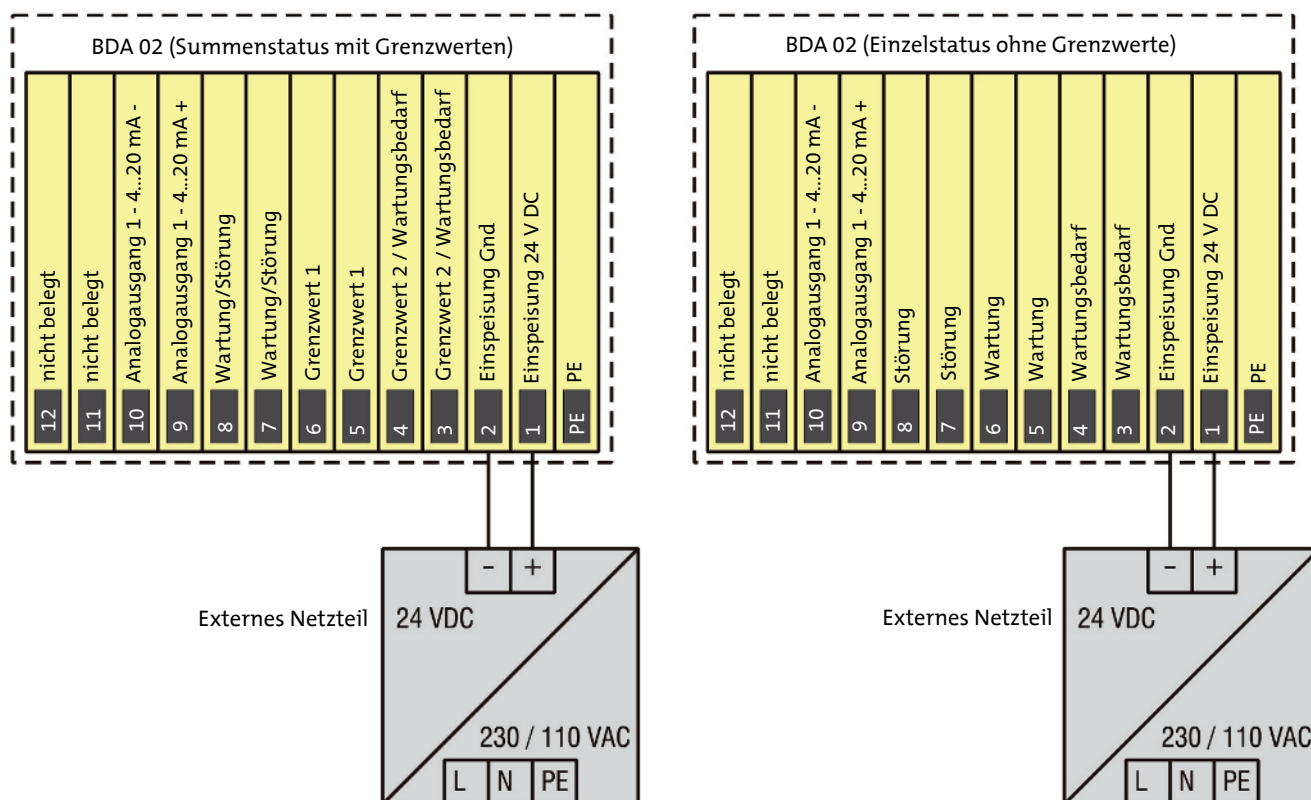 BDA 02 (Summenstatus mit Grenzwerten)
12 nicht belegt
11 nicht belegt
10 Analogausgang 1 - 4...20 mA -
9 Analogausgang 1 - 4...20 mA +
8 Wartung/Störung
7 Wartung/Störung
6 Grenzwert 1
5 Grenzwert 1
4 Grenzwert 2 / Wartungsbedarf
3 Grenzwert 2 / Wartungsbedarf
2 Einspeisung Gnd
1 Einspeisung 24 V DC
PE PE
- +
Externes Netzteil
24 VDC
230 / 110 VAC
L N PE
BDA 02 (Einzelstatus ohne Grenzwerte)
12 nicht belegt
11 nicht belegt
10 Analogausgang 1 - 4...20 mA -
9 Analogausgang 1 - 4...20 mA +
8 Störung
7 Störung
6 Wartung
5 Wartung
4 Wartungsbedarf
3 Wartungsbedarf
2 Einspeisung Gnd
1 Einspeisung 24 V DC
PE PE
- +
Externes Netzteil
24 VDC
230 / 110 VAC
L N PE